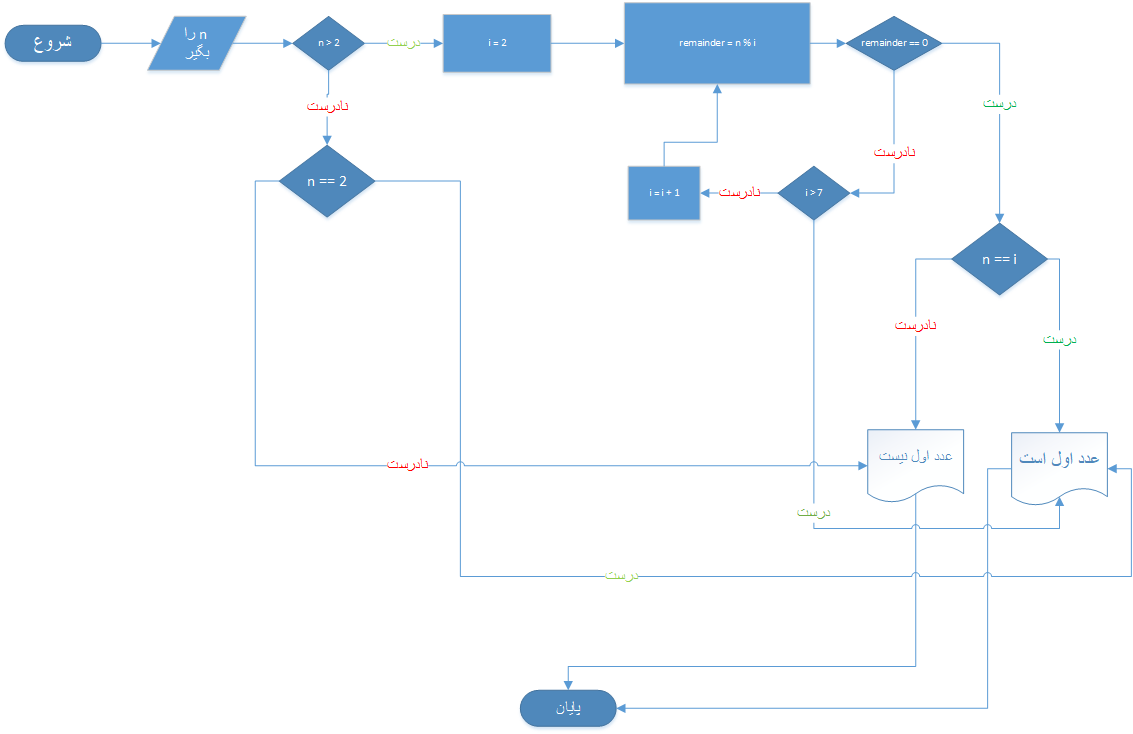 شروع
n را
بگیر
n > 2
درست
i = 2
remainder = n % i
remainder == 0
نادرست
درست
نادرست
n == 2
i = i + 1
نادرست
i > 7
n == i
نادرست
درست
عدد اول نیست
عدد اول است
نادرست
درست
درست
پایان